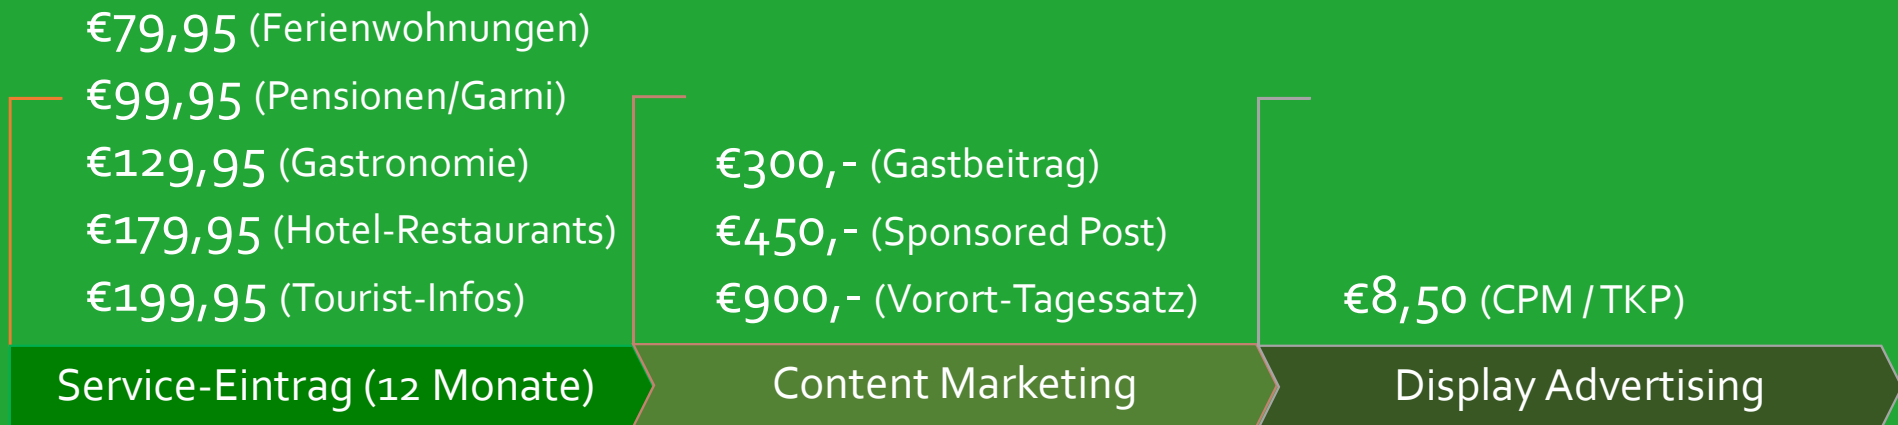 €79,95 (Ferienwohnungen)
€99,95 (Pensionen/Garni)
€129,95 (Gastronomie)
€179,95 (Hotel-Restaurants)
€199,95 (Tourist-Infos)
Service-Eintrag (12 Monate)
€300,- (Gastbeitrag)
€450,- (Sponsored Post)
€900,- (Vorort-Tagessatz)
Content Marketing
€8,50 (CPM / TKP)
Display Advertising